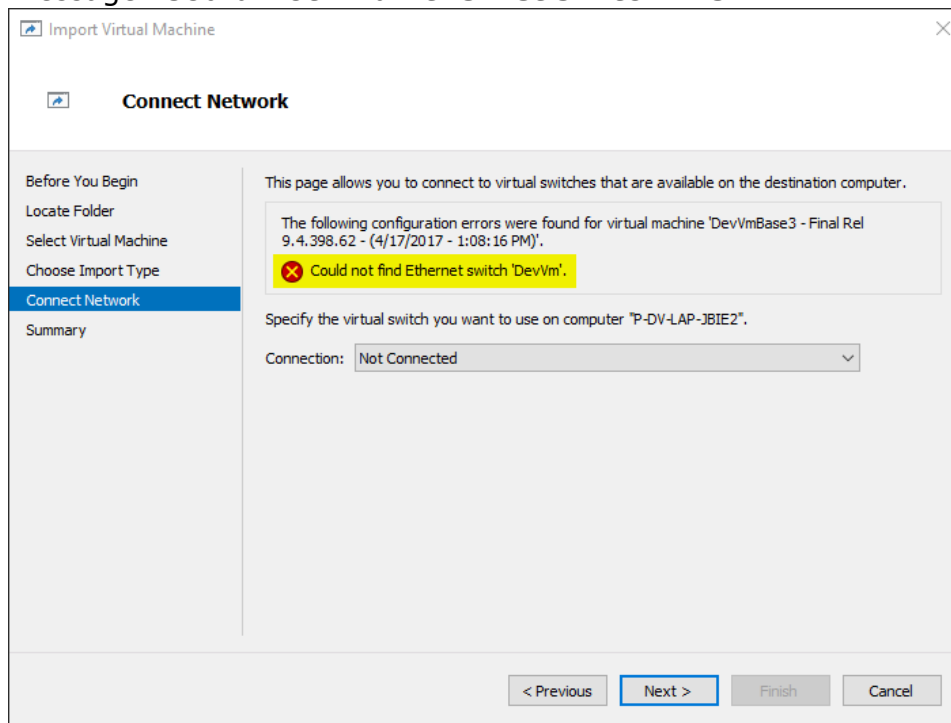 Import Virtual Machine
Connect Network
Before You Begin
Locate Folder
Select Virtual Machine
Choose Import Type
Connect Network
Summary
This page allows you to connect to virtual switches that are available on the destination computer.
The following configuration errors were found for virtual machine 'DevVmBase3 - Final Rel
9.4.398.62 - (4/17/2017 - 1:08:16 PM)'.
Could not find Ethernet switch 'DevVm'.
Specify the virtual switch you want to use on computer "P-DV-LAP-JBIE2".
Connection: Not Connected
< Previous
Next >
Finish
Cancel